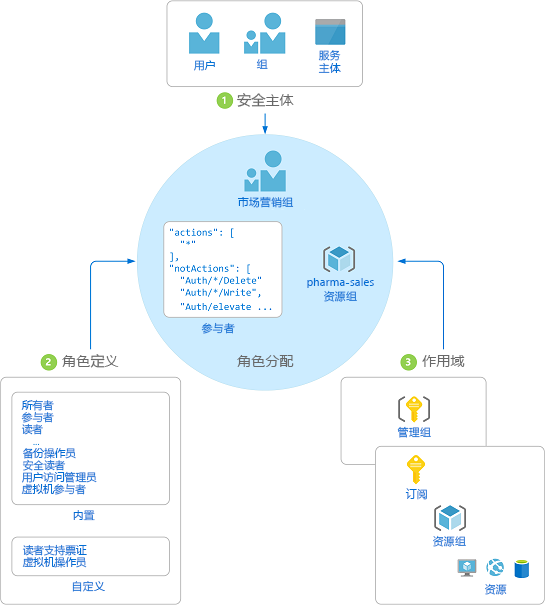 用户
组
服务
主体
1 安全主体
市场营销组
"actions": [
"*"
],
"notActions": [
"Auth/*/Delete"
"Auth/*/Write",
"Auth/elevate ...
参与者
pharma-sales
资源组
角色分配
2 角色定义
所有者
参与者
读者
...
备份操作员
安全读者
用户访问管理员
虚拟机参与者
内置
读者支持票证
虚拟机操作员
自定义
3 作用域
管理组
订阅
资源组
资源